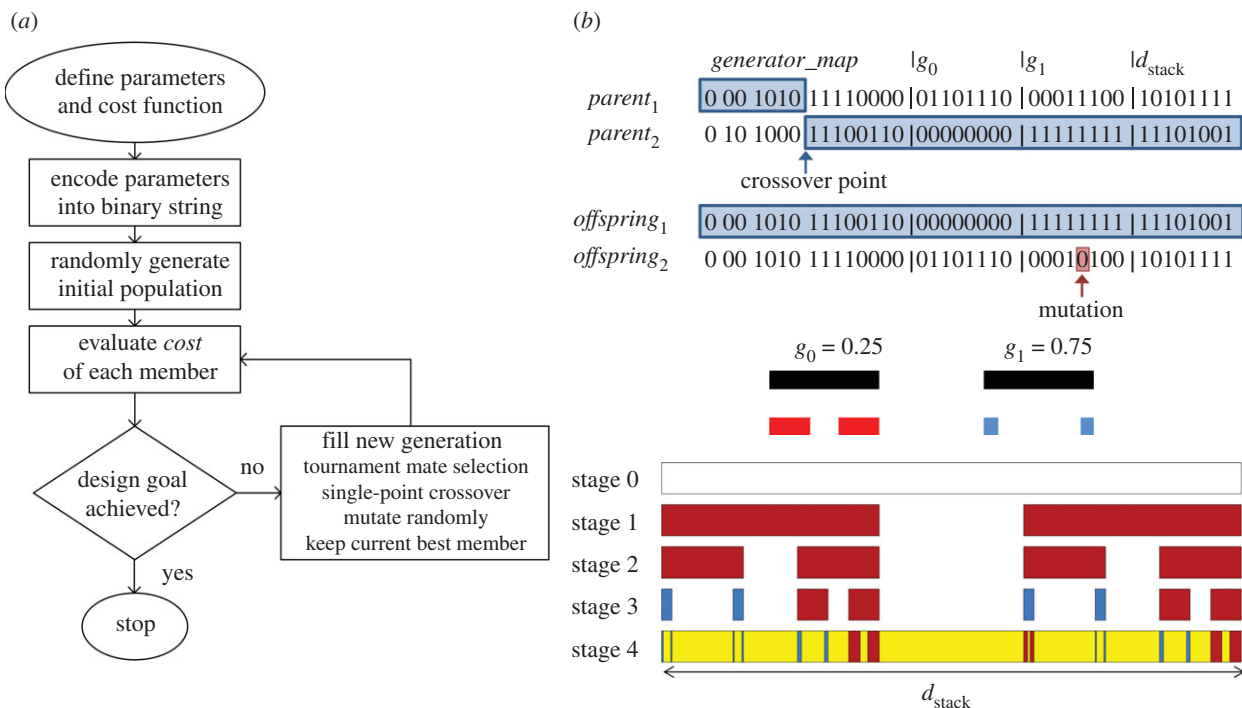 (a)
define parameters
and cost function
encode parameters
into binary string
randomly generate
initial population
evaluate cost
of each member
design goal
achieved?
no
yes
stop
fill new generation
tournament mate selection
single-point crossover
mutate randomly
keep current best member
(b)
generator_map |g0 |g1 |dstack
parent1 0 00 1010 11110000 | 01101110 | 00011100 | 10101111
parent2 0 10 1000 11100110 | 00000000 | 11111111 | 11101001
crossover point
offspring1 0 00 1010 11100110 | 00000000 | 11111111 | 11101001
offspring2 0 00 1010 11110000 | 01101110 | 00010100 | 10101111
mutation
g0 = 0.25 g1 = 0.75
stage 0
stage 1
stage 2
stage 3
stage 4
dstack